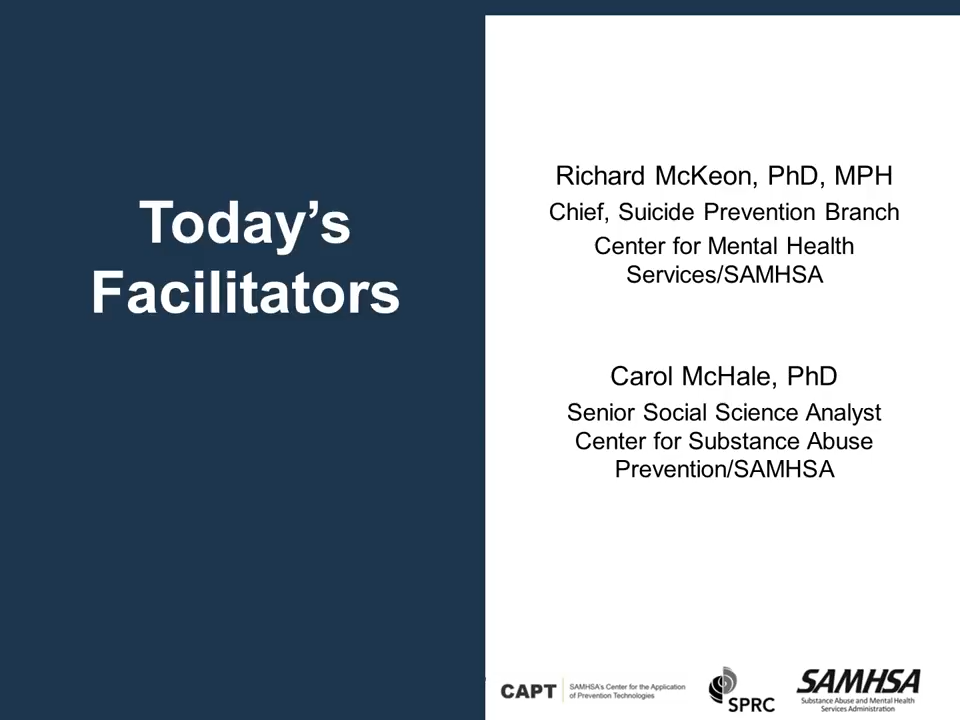 Today’s
Facilitators
Richard McKeon, PhD, MPH
Chief, Suicide Prevention Branch
Center for Mental Health
Services/SAMHSA
Carol McHale, PhD
Senior Social Science Analyst
Center for Substance Abuse
Prevention/SAMHSA
CAPT
SAMHSA's Center for the Application
of Prevention Technologies
SPRC
SAMHSA
Substance Abuse and Mental Health
Services Administration